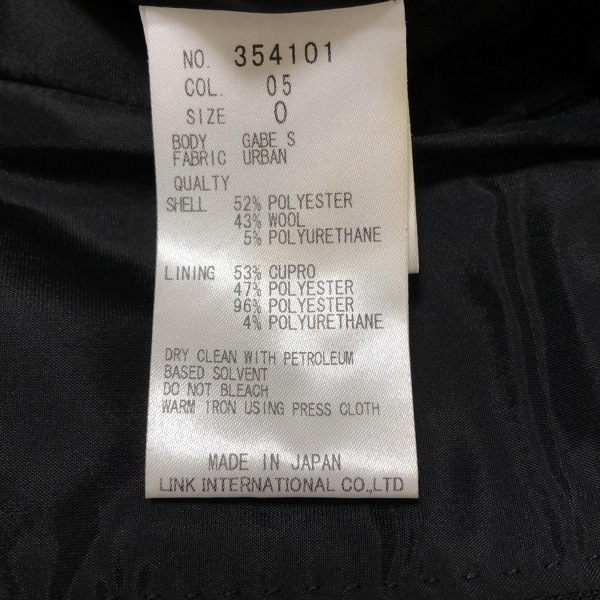 NO. 354101
COL. 05
SIZE 0
BODY GABE S
FABRIC URBAN
QUALTY
SHELL 52% POLYESTER
43% WOOL
5% POLYURETHANE
LINING 53% CUPRO
47% POLYESTER
96% POLYESTER
4% POLYURETHANE
DRY CLEAN WITH PETROLEUM
BASED SOLVENT
DO NOT BLEACH
WARM IRON USING PRESS CLOTH
MADE IN JAPAN
LINK INTERNATIONAL CO.,LTD